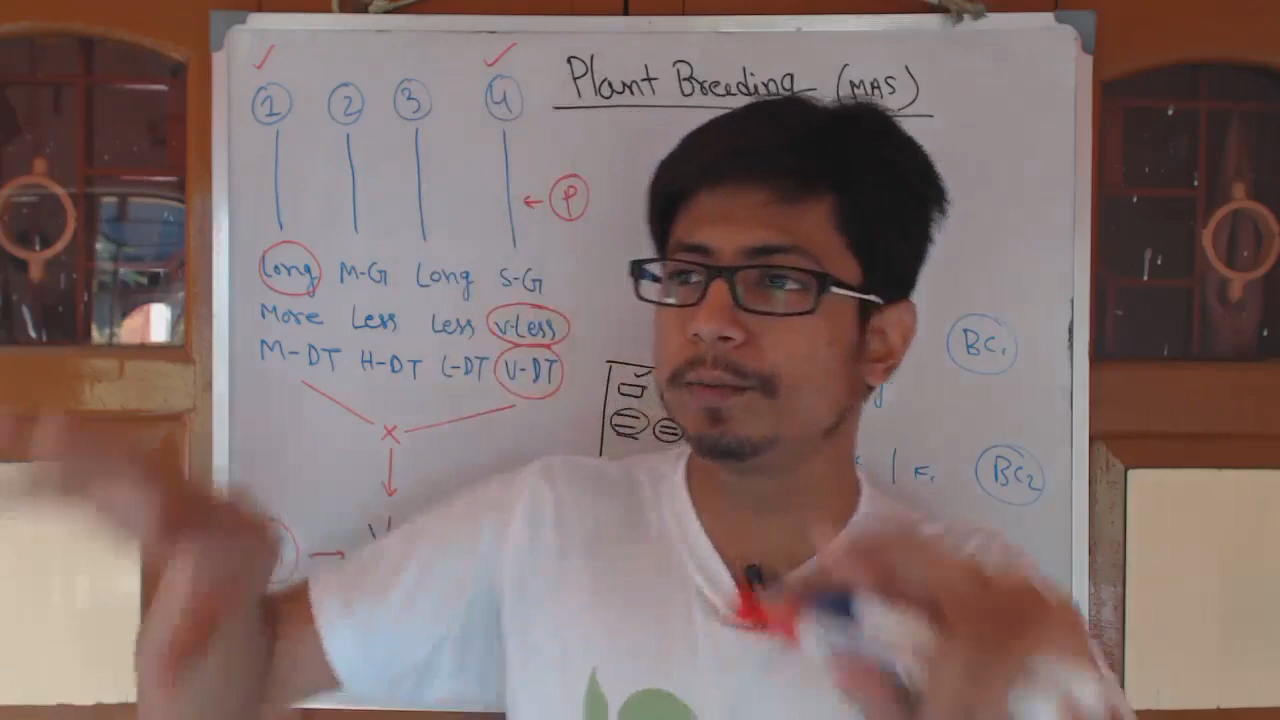 Plant Breeding (MAS)
1 2 3 4
P
Long M-G Long S-G
More Less Less V-Less
M-DT H-DT L-DT V-DT
×
BC1
F1 BC2